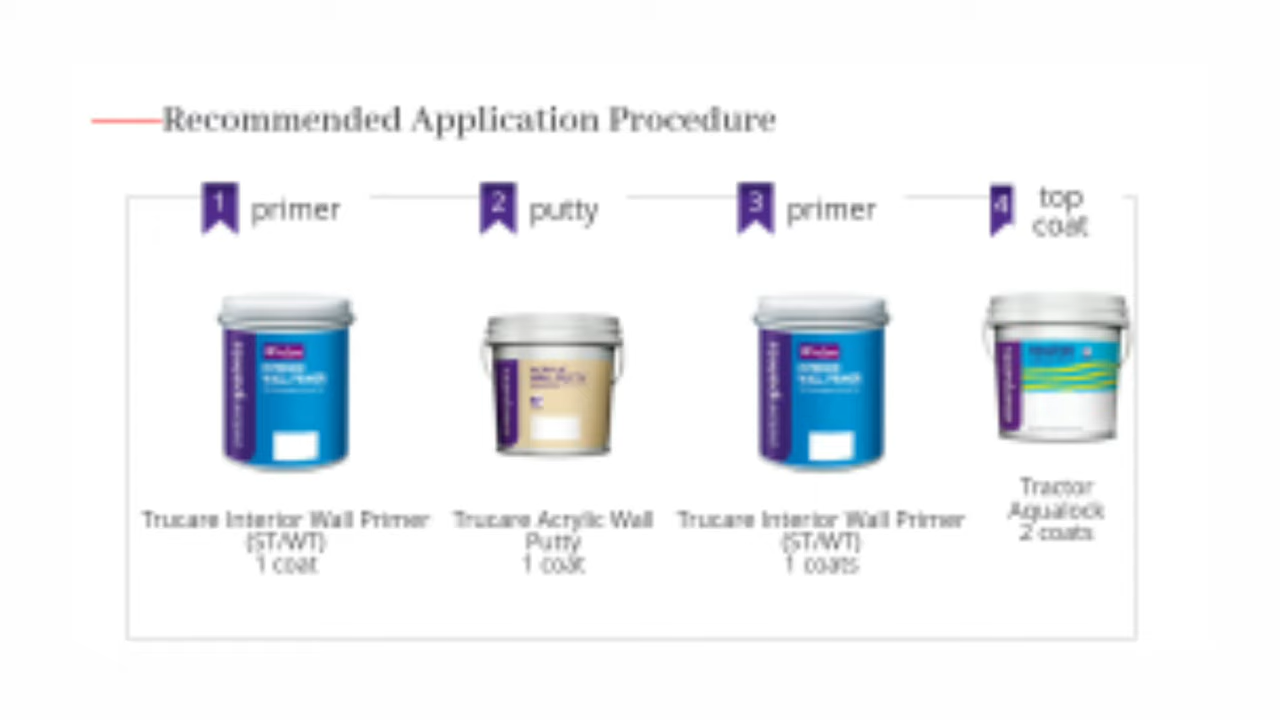 Recommended Application Procedure
1 primer
2 putty
3 primer
4 top
coat
Trucare Interior Wall Primer
(ST/WT)
1 coat
Trucare Acrylic Wall
Putty
1 coat
Trucare Interior Wall Primer
(ST/WT)
1 coats
Tractor
Aqualock
2 coats